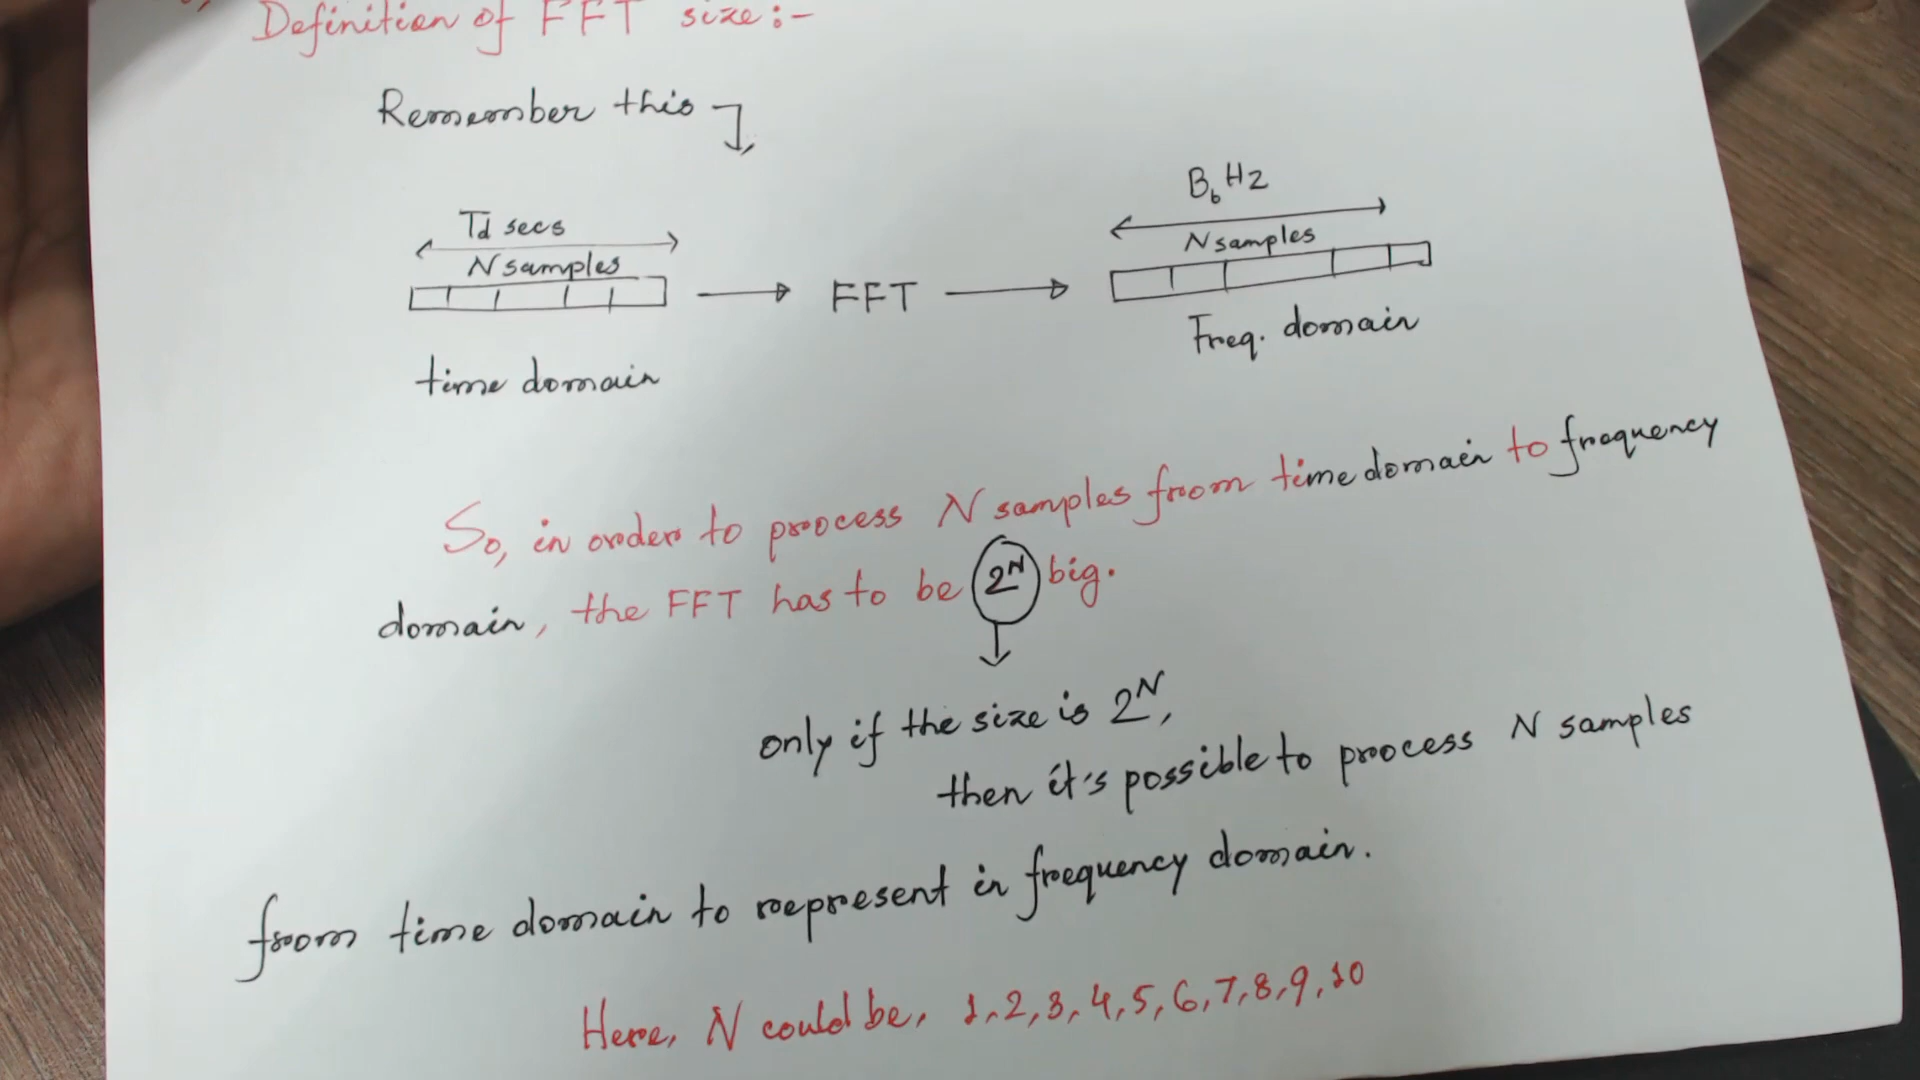 Definition of FFT size:-
Remember this
Td secs
N samples
time domain
FFT
Bb Hz
N samples
Freq. domain
So, in order to process N samples from time domain to frequency
domain, the FFT has to be 2^N big.
only if the size is 2^N,
then it's possible to process N samples
from time domain to represent in frequency domain.
Here, N could be, 1,2,3,4,5,6,7,8,9,10